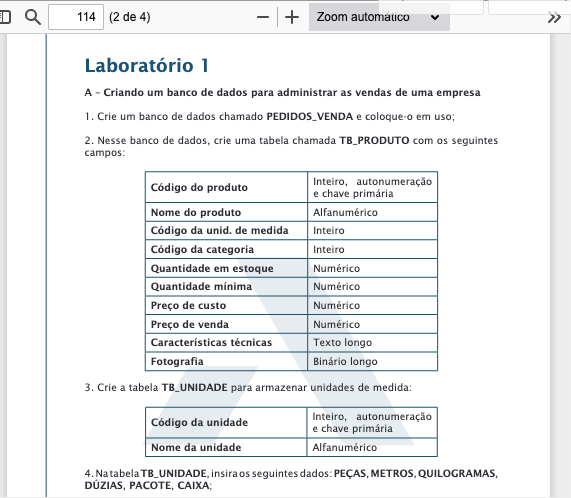 114 (2 de 4) Zoom automático
Laboratório 1
A – Criando um banco de dados para administrar as vendas de uma empresa
1. Crie um banco de dados chamado PEDIDOS_VENDA e coloque-o em uso;
2. Nesse banco de dados, crie uma tabela chamada TB_PRODUTO com os seguintes
campos:
Código do produto Inteiro, autonumeração
e chave primária
Nome do produto Alfanumérico
Código da unid. de medida Inteiro
Código da categoria Inteiro
Quantidade em estoque Numérico
Quantidade mínima Numérico
Preço de custo Numérico
Preço de venda Numérico
Características técnicas Texto longo
Fotografia Binário longo
3. Crie a tabela TB_UNIDADE para armazenar unidades de medida:
Código da unidade Inteiro, autonumeração
e chave primária
Nome da unidade Alfanumérico
4. Na tabela TB_UNIDADE, insira os seguintes dados: PEÇAS, METROS, QUILOGRAMAS,
DÚZIAS, PACOTE, CAIXA;